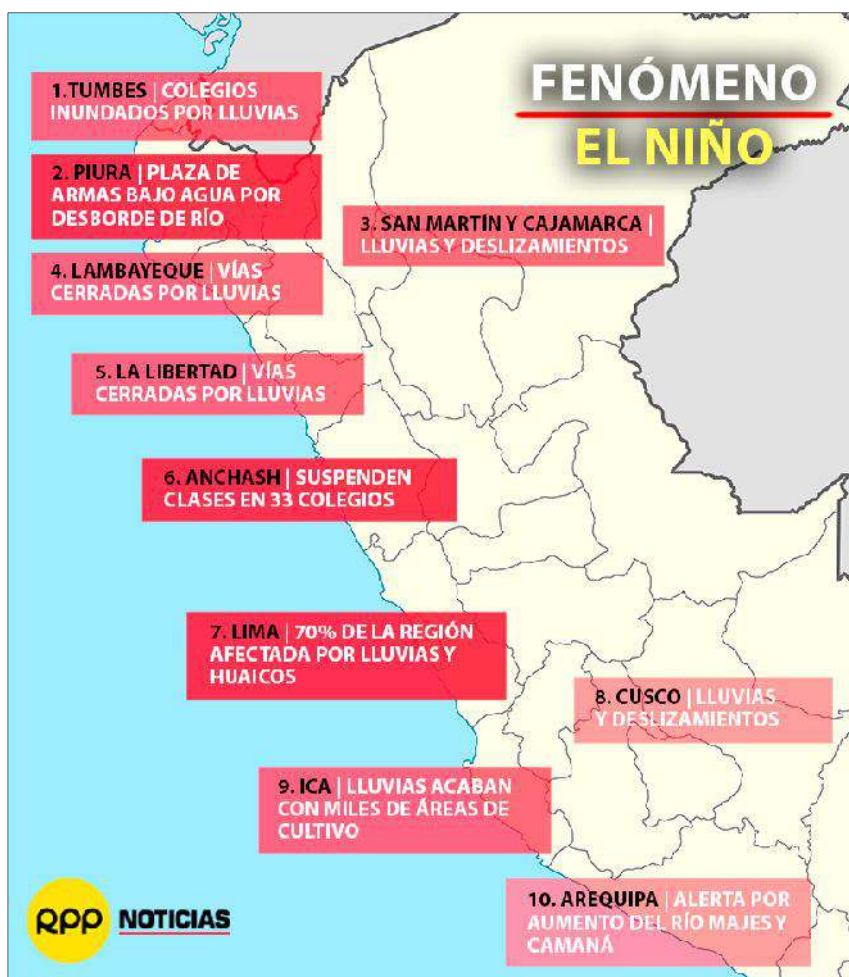 FENÓMENO
EL NIÑO
1.TUMBES | COLEGIOS
INUNDADOS POR LLUVIAS
2. PIURA | PLAZA DE
ARMAS BAJO AGUA POR
DESBORDE DE RÍO
3. SAN MARTÍN Y CAJAMARCA |
LLUVIAS Y DESLIZAMIENTOS
4. LAMBAYEQUE | VÍAS
CERRADAS POR LLUVIAS
5. LA LIBERTAD | VÍAS
CERRADAS POR LLUVIAS
6. ANCHASH | SUSPENDEN
CLASES EN 33 COLEGIOS
7. LIMA | 70% DE LA REGIÓN
AFECTADA POR LLUVIAS Y
HUAICOS
8. CUSCO | LLUVIAS
Y DESLIZAMIENTOS
9. ICA | LLUVIAS ACABAN
CON MILES DE ÁREAS DE
CULTIVO
10. AREQUIPA | ALERTA POR
AUMENTO DEL RÍO MAJES Y
CAMANÁ
RPP NOTICIAS